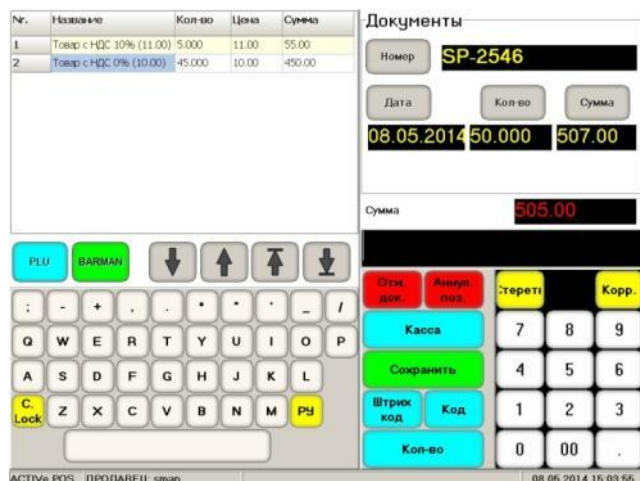 Nr. Название Кол-во Цена Сумма
1 Товар с НДС 10% (11.00) 5.000 11.00 55.00
2 Товар с НДС 0% (10.00) 45.000 10.00 450.00
Документы
Номер SP-2546
Дата Кол-во Сумма
08.05.2014 50.000 507.00
Сумма 505.00
PLU BARMAN
Отм. док. Аннул. поз. Стерети Корр.
Касса 7 8 9
Сохранить 4 5 6
Штрих код Код 1 2 3
Кол-во 0 00 .
; - + , . * " ' _ /
Q W E R T Y U I O P
A S D F G H J K L
C. Lock Z X C V B N M РУ
ACTIVe POS ПРОДАВЕЦ: sman 08.05.2014 15:03:55